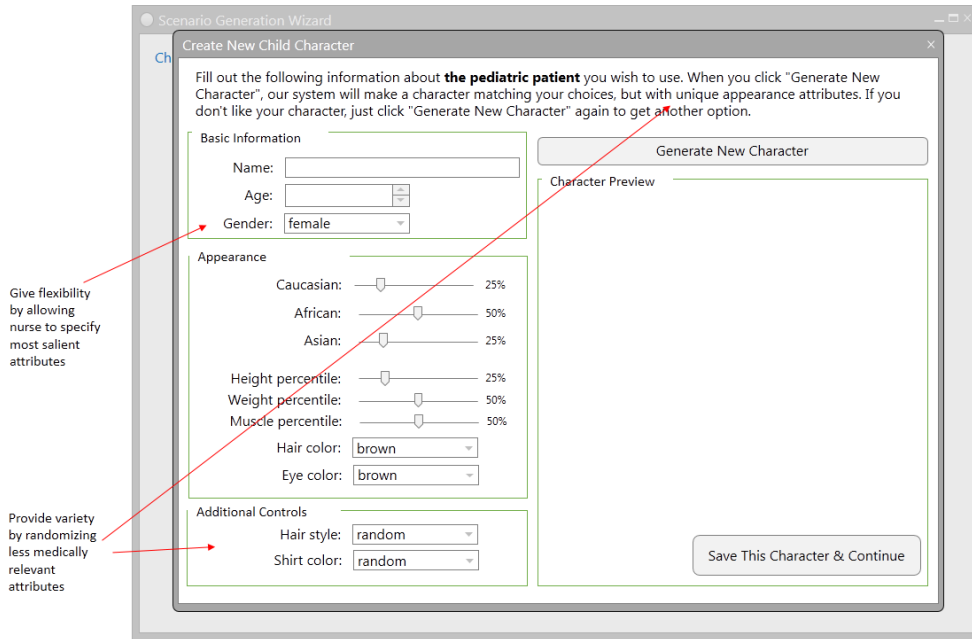 Scenario Generation Wizard
Ch
Create New Child Character
Fill out the following information about the pediatric patient you wish to use. When you click "Generate New
Character", our system will make a character matching your choices, but with unique appearance attributes. If you
don't like your character, just click "Generate New Character" again to get another option.
Basic Information
Name:
Age:
Gender: female
Appearance
Caucasian: 25%
African: 50%
Asian: 25%
Height percentile: 25%
Weight percentile: 50%
Muscle percentile: 50%
Hair color: brown
Eye color: brown
Additional Controls
Hair style: random
Shirt color: random
Generate New Character
Character Preview
Save This Character & Continue
Give flexibility
by allowing
nurse to specify
most salient
attributes
Provide variety
by randomizing
less medically
relevant
attributes